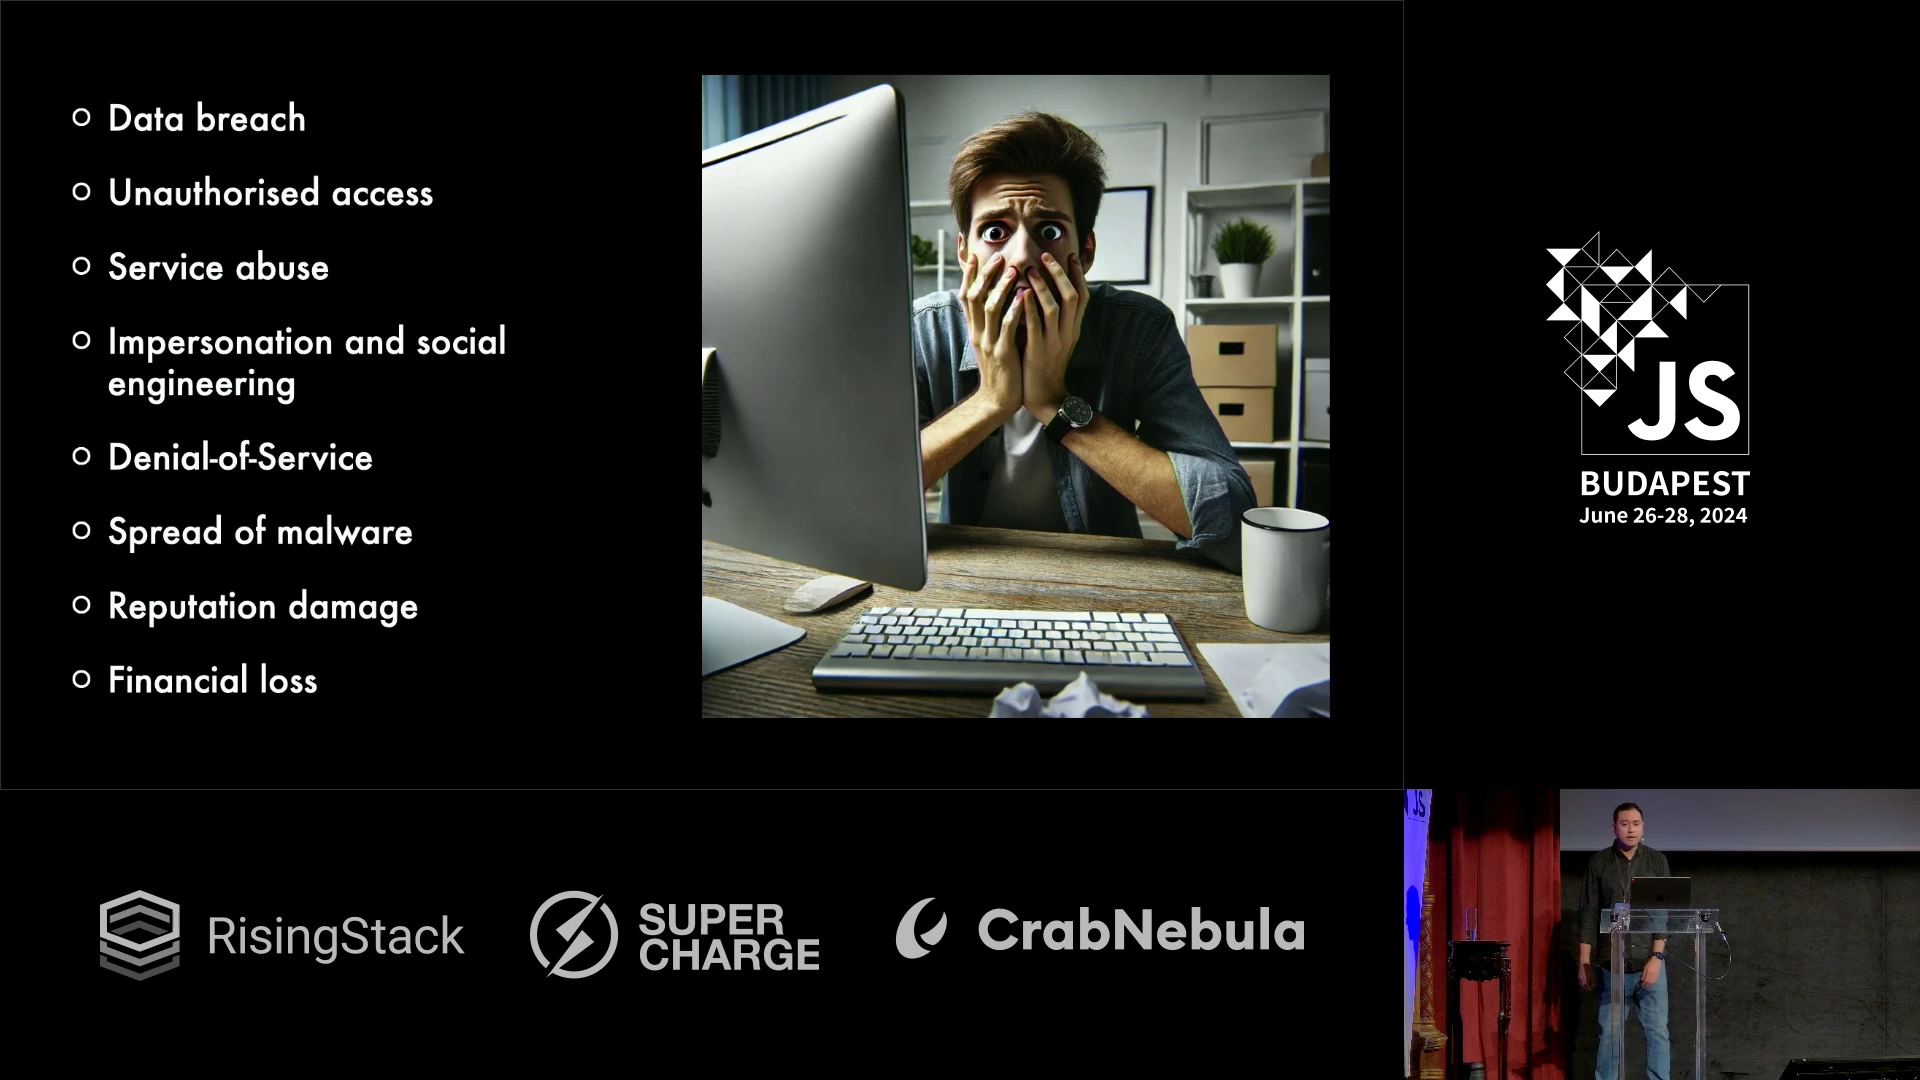 Data breach
Unauthorised access
Service abuse
Impersonation and social
engineering
Denial-of-Service
Spread of malware
Reputation damage
Financial loss
JS
BUDAPEST
June 26-28, 2024
RisingStack
SUPER
CHARGE
CrabNebula
JS